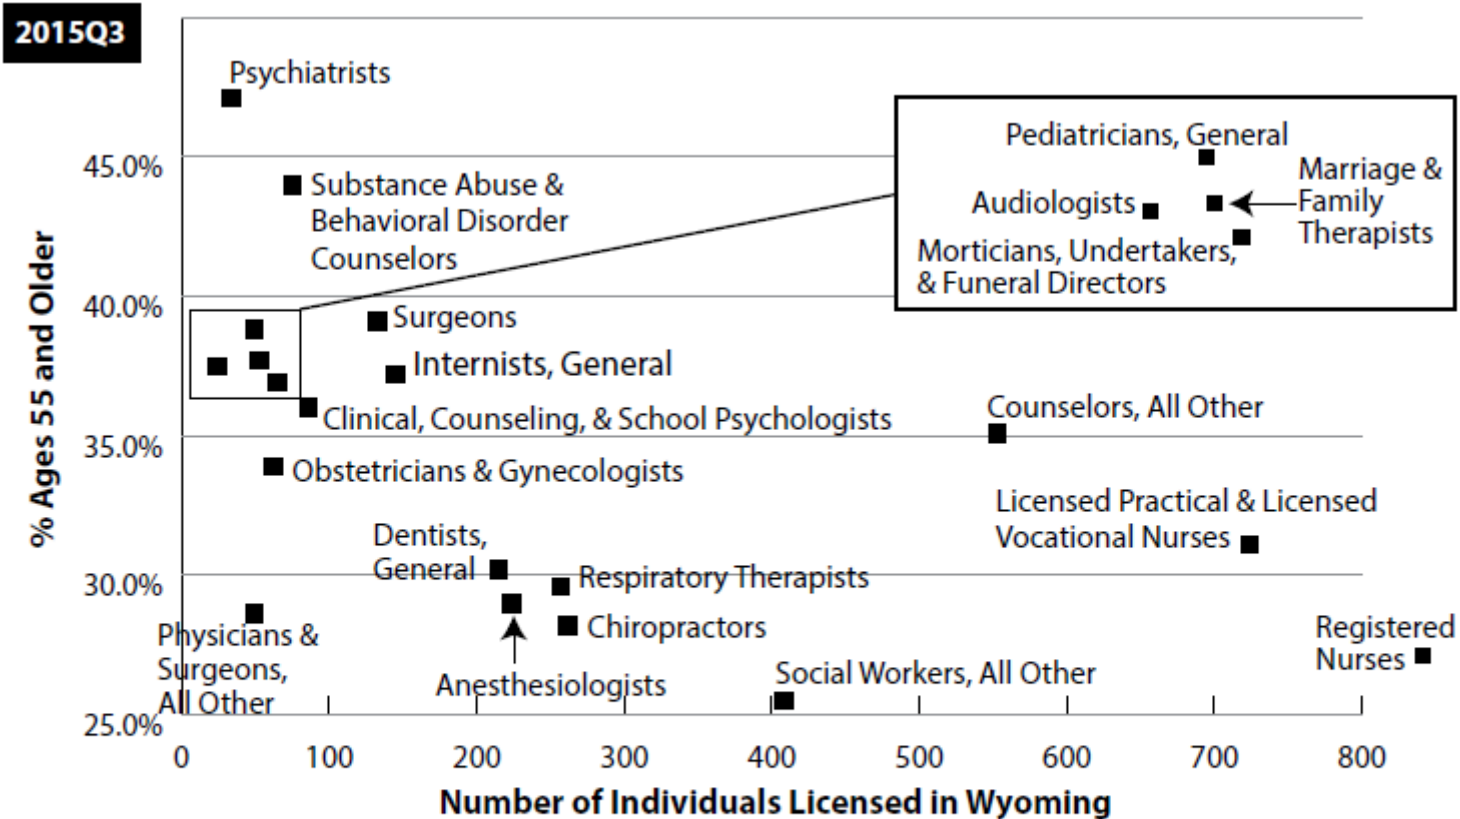 2015Q3
Psychiatrists
45.0%
Substance Abuse &
Behavioral Disorder
Counselors
Pediatricians, General
Marriage &
Family
Therapists
Audiologists
Morticians, Undertakers,
& Funeral Directors
40.0%
Surgeons
Internists, General
Clinical, Counseling, & School Psychologists
Counselors, All Other
35.0%
Obstetricians & Gynecologists
Licensed Practical & Licensed
Vocational Nurses
Dentists,
General
30.0%
Respiratory Therapists
Chiropractors
Physicians &
Surgeons,
All Other
Anesthesiologists
Social Workers, All Other
Registered
Nurses
25.0%
% Ages 55 and Older
0 100 200 300 400 500 600 700 800
Number of Individuals Licensed in Wyoming